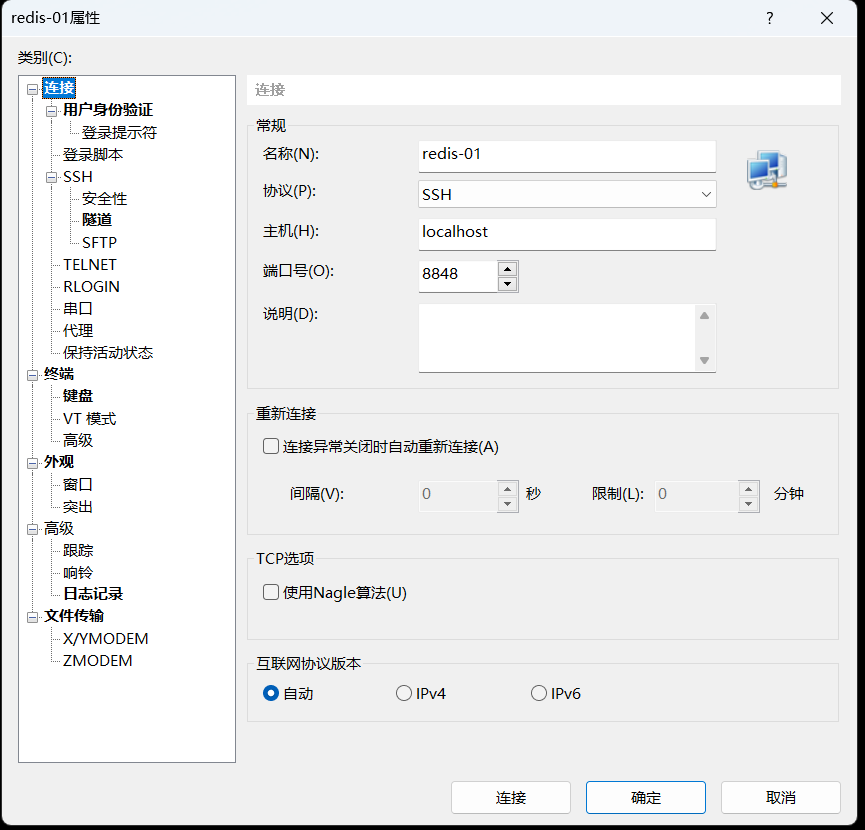 redis-01属性
?
类别(C):
连接
用户身份验证
登录提示符
登录脚本
SSH
安全性
隧道
SFTP
TELNET
RLOGIN
串口
代理
保持活动状态
终端
键盘
VT 模式
高级
外观
窗口
突出
高级
跟踪
响铃
日志记录
文件传输
X/YMODEM
ZMODEM
连接
常规
名称(N): redis-01
协议(P): SSH
主机(H): localhost
端口号(O): 8848
说明(D):
重新连接
连接异常关闭时自动重新连接(A)
间隔(V): 0 秒 限制(L): 0 分钟
TCP选项
使用Nagle算法(U)
互联网协议版本
自动 IPv4 IPv6
连接 确定 取消